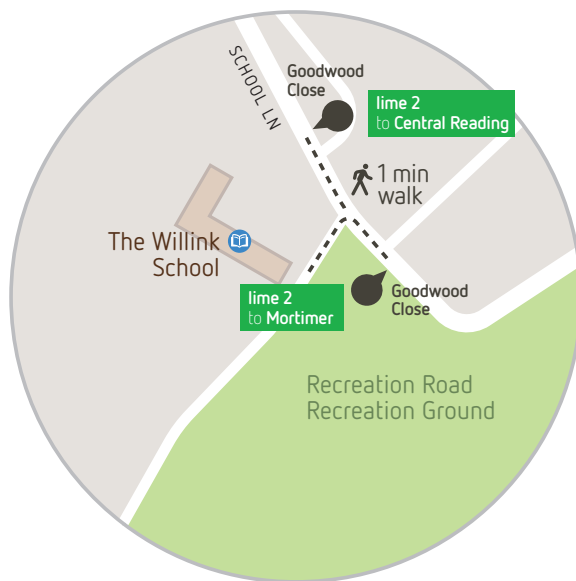 SCHOOL LN
Goodwood
Close
lime 2
to Central Reading
1 min
walk
The Willink
School
lime 2
to Mortimer
Goodwood
Close
Recreation Road
Recreation Ground